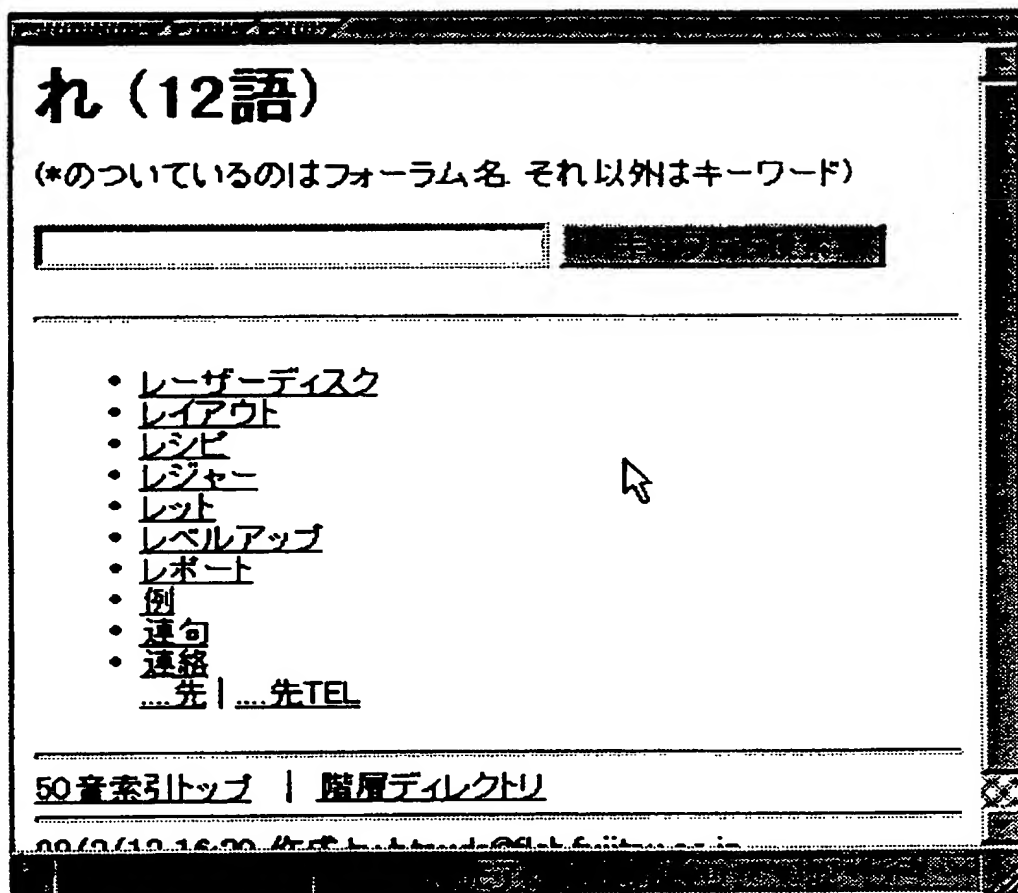 れ（12語）
(*のついているのはフォーラム名. それ以外はキーワード)
• レーザーディスク
• レイアウト
• レシピ
• レジャー
• レット
• レベルアップ
• レポート
• 例
• 連句
• 連絡
....先 | ....先TEL
50音索引トップ | 階層ディレクトリ